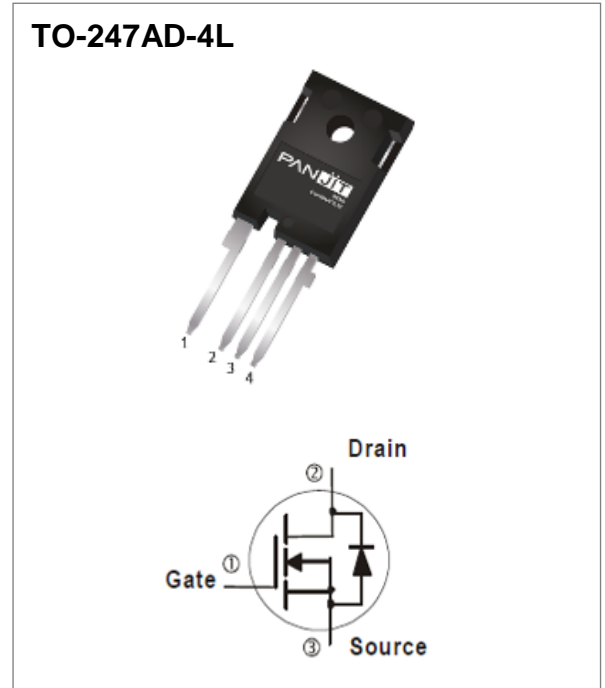 TO-247AD-4L
PANJIT
1
2
3
4
Drain
②
①
Gate
③
Source